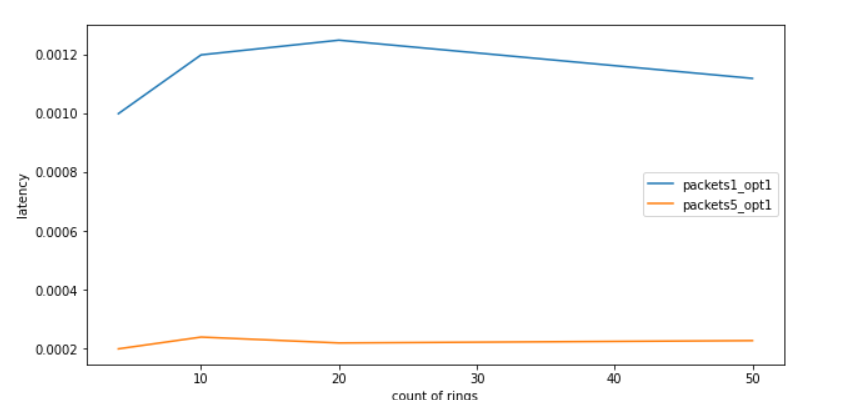 0.0012
0.0010
0.0008
0.0006
0.0004
0.0002
latency
packets1_opt1
packets5_opt1
10 20 30 40 50
count of rings